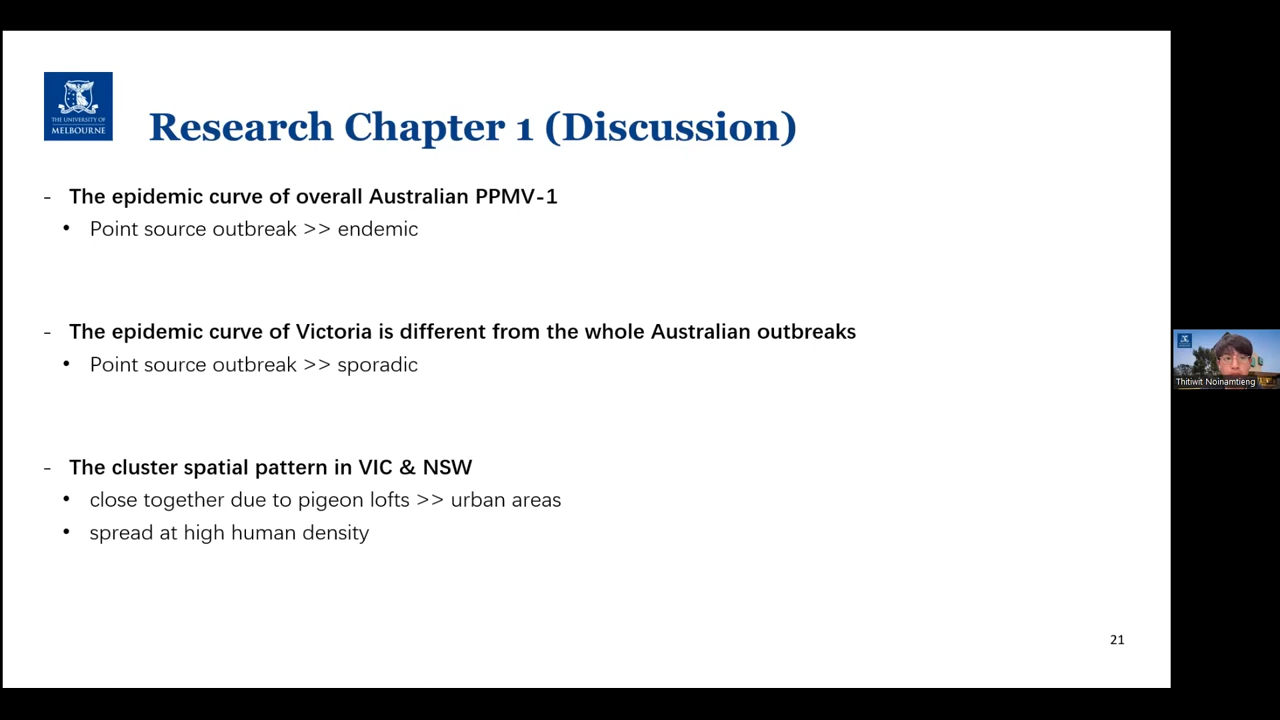 THE UNIVERSITY OF
MELBOURNE
Research Chapter 1 (Discussion)
- The epidemic curve of overall Australian PPMV-1
• Point source outbreak >> endemic
- The epidemic curve of Victoria is different from the whole Australian outbreaks
• Point source outbreak >> sporadic
- The cluster spatial pattern in VIC & NSW
• close together due to pigeon lofts >> urban areas
• spread at high human density
21
Thitiwit Noinamtieng